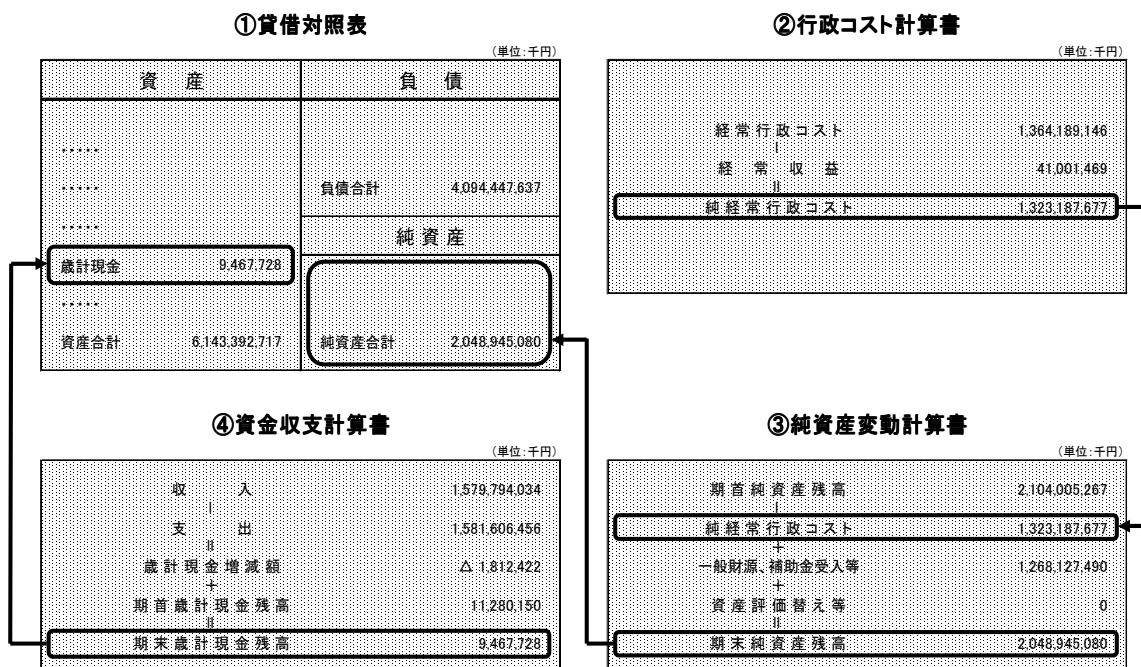 ①貸借対照表
(単位:千円)
資 産
負 債
・・・・・
・・・・・
負債合計 4,094,447,637
・・・・・
純 資 産
歳計現金 9,467,728
・・・・・
資産合計 6,143,392,717
純資産合計 2,048,945,080
②行政コスト計算書
(単位:千円)
経 常 行 政 コ ス ト 1,364,189,146
-
経 常 収 益 41,001,469
=
純 経 常 行 政 コ ス ト 1,323,187,677
④資金収支計算書
(単位:千円)
収 入 1,579,794,034
-
支 出 1,581,606,456
=
歳 計 現 金 増 減 額 △ 1,812,422
+
期 首 歳 計 現 金 残 高 11,280,150
=
期 末 歳 計 現 金 残 高 9,467,728
③純資産変動計算書
(単位:千円)
期 首 純 資 産 残 高 2,104,005,267
-
純 経 常 行 政 コ ス ト 1,323,187,677
+
一般財源、補助金受入等 1,268,127,490
+
資 産 評 価 替 え 等 0
=
期 末 純 資 産 残 高 2,048,945,080